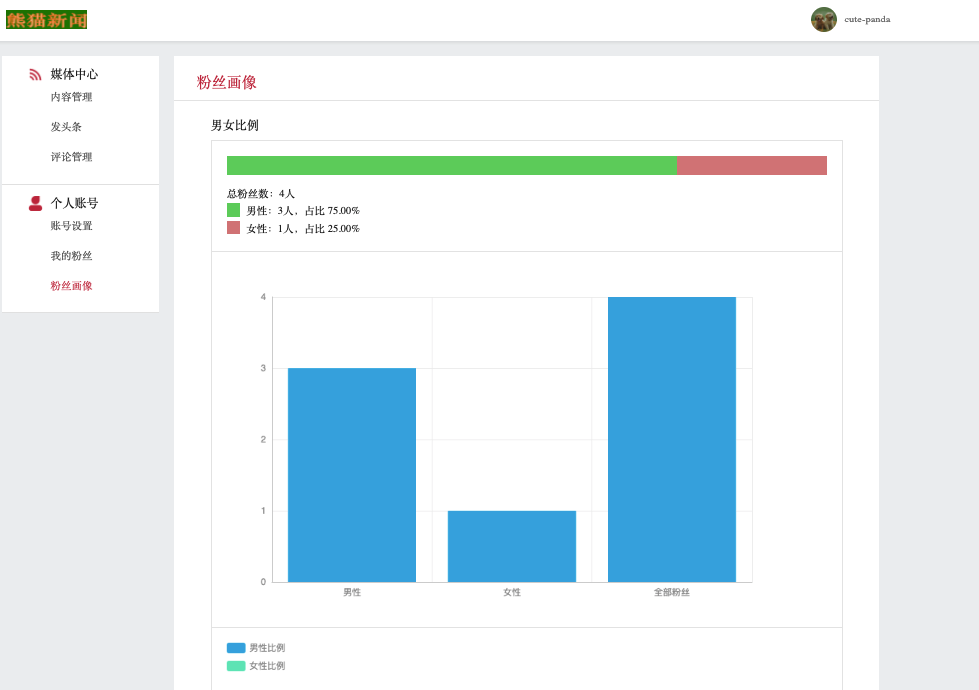 熊猫新闻
cute-panda
媒体中心
内容管理
发头条
评论管理
个人账号
账号设置
我的粉丝
粉丝画像
粉丝画像
男女比例
总粉丝数：4人
男性：3人，占比 75.00%
女性：1人，占比 25.00%
4
3
2
1
0
男性
女性
全部粉丝
男性比例
女性比例